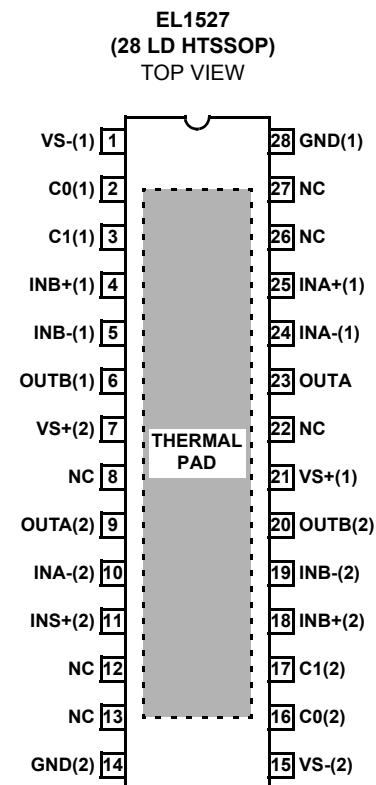 EL1527
(28 LD HTSSOP)
TOP VIEW
VS-(1) 1 28 GND(1)
C0(1) 2 27 NC
C1(1) 3 26 NC
INB+(1) 4 25 INA+(1)
INB-(1) 5 24 INA-(1)
OUTB(1) 6 23 OUTA
VS+(2) 7 22 NC
NC 8 21 VS+(1)
THERMAL
PAD
OUTA(2) 9 20 OUTB(2)
INA-(2) 10 19 INB-(2)
INS+(2) 11 18 INB+(2)
NC 12 17 C1(2)
NC 13 16 C0(2)
GND(2) 14 15 VS-(2)